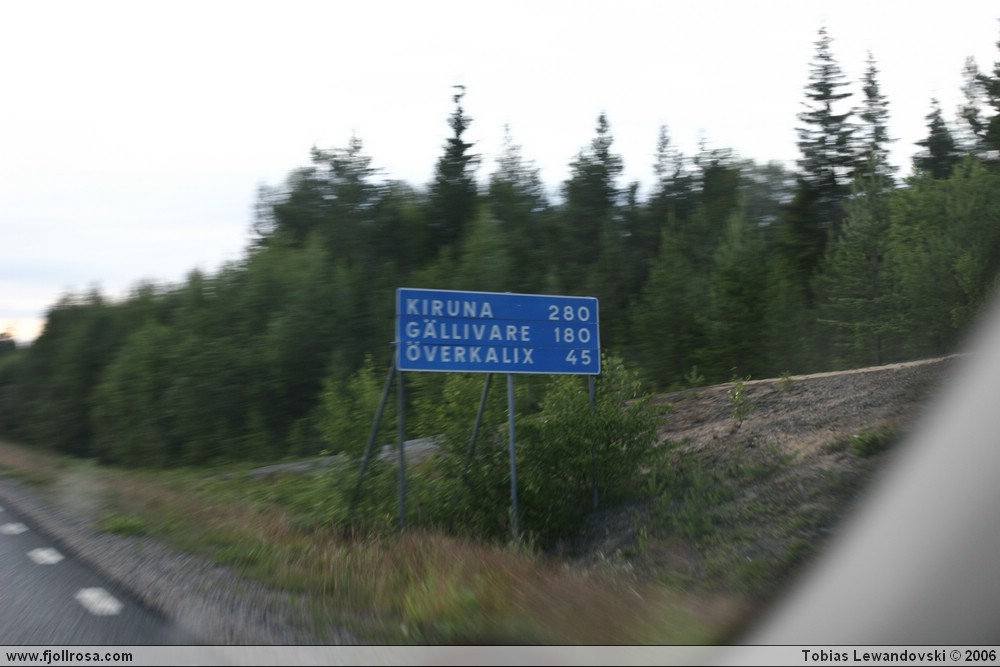 KIRUNA 280
GÄLLIVARE 180
ÖVERKALIX 45
www.fjollrosa.com
Tobias Lewandovski © 2006